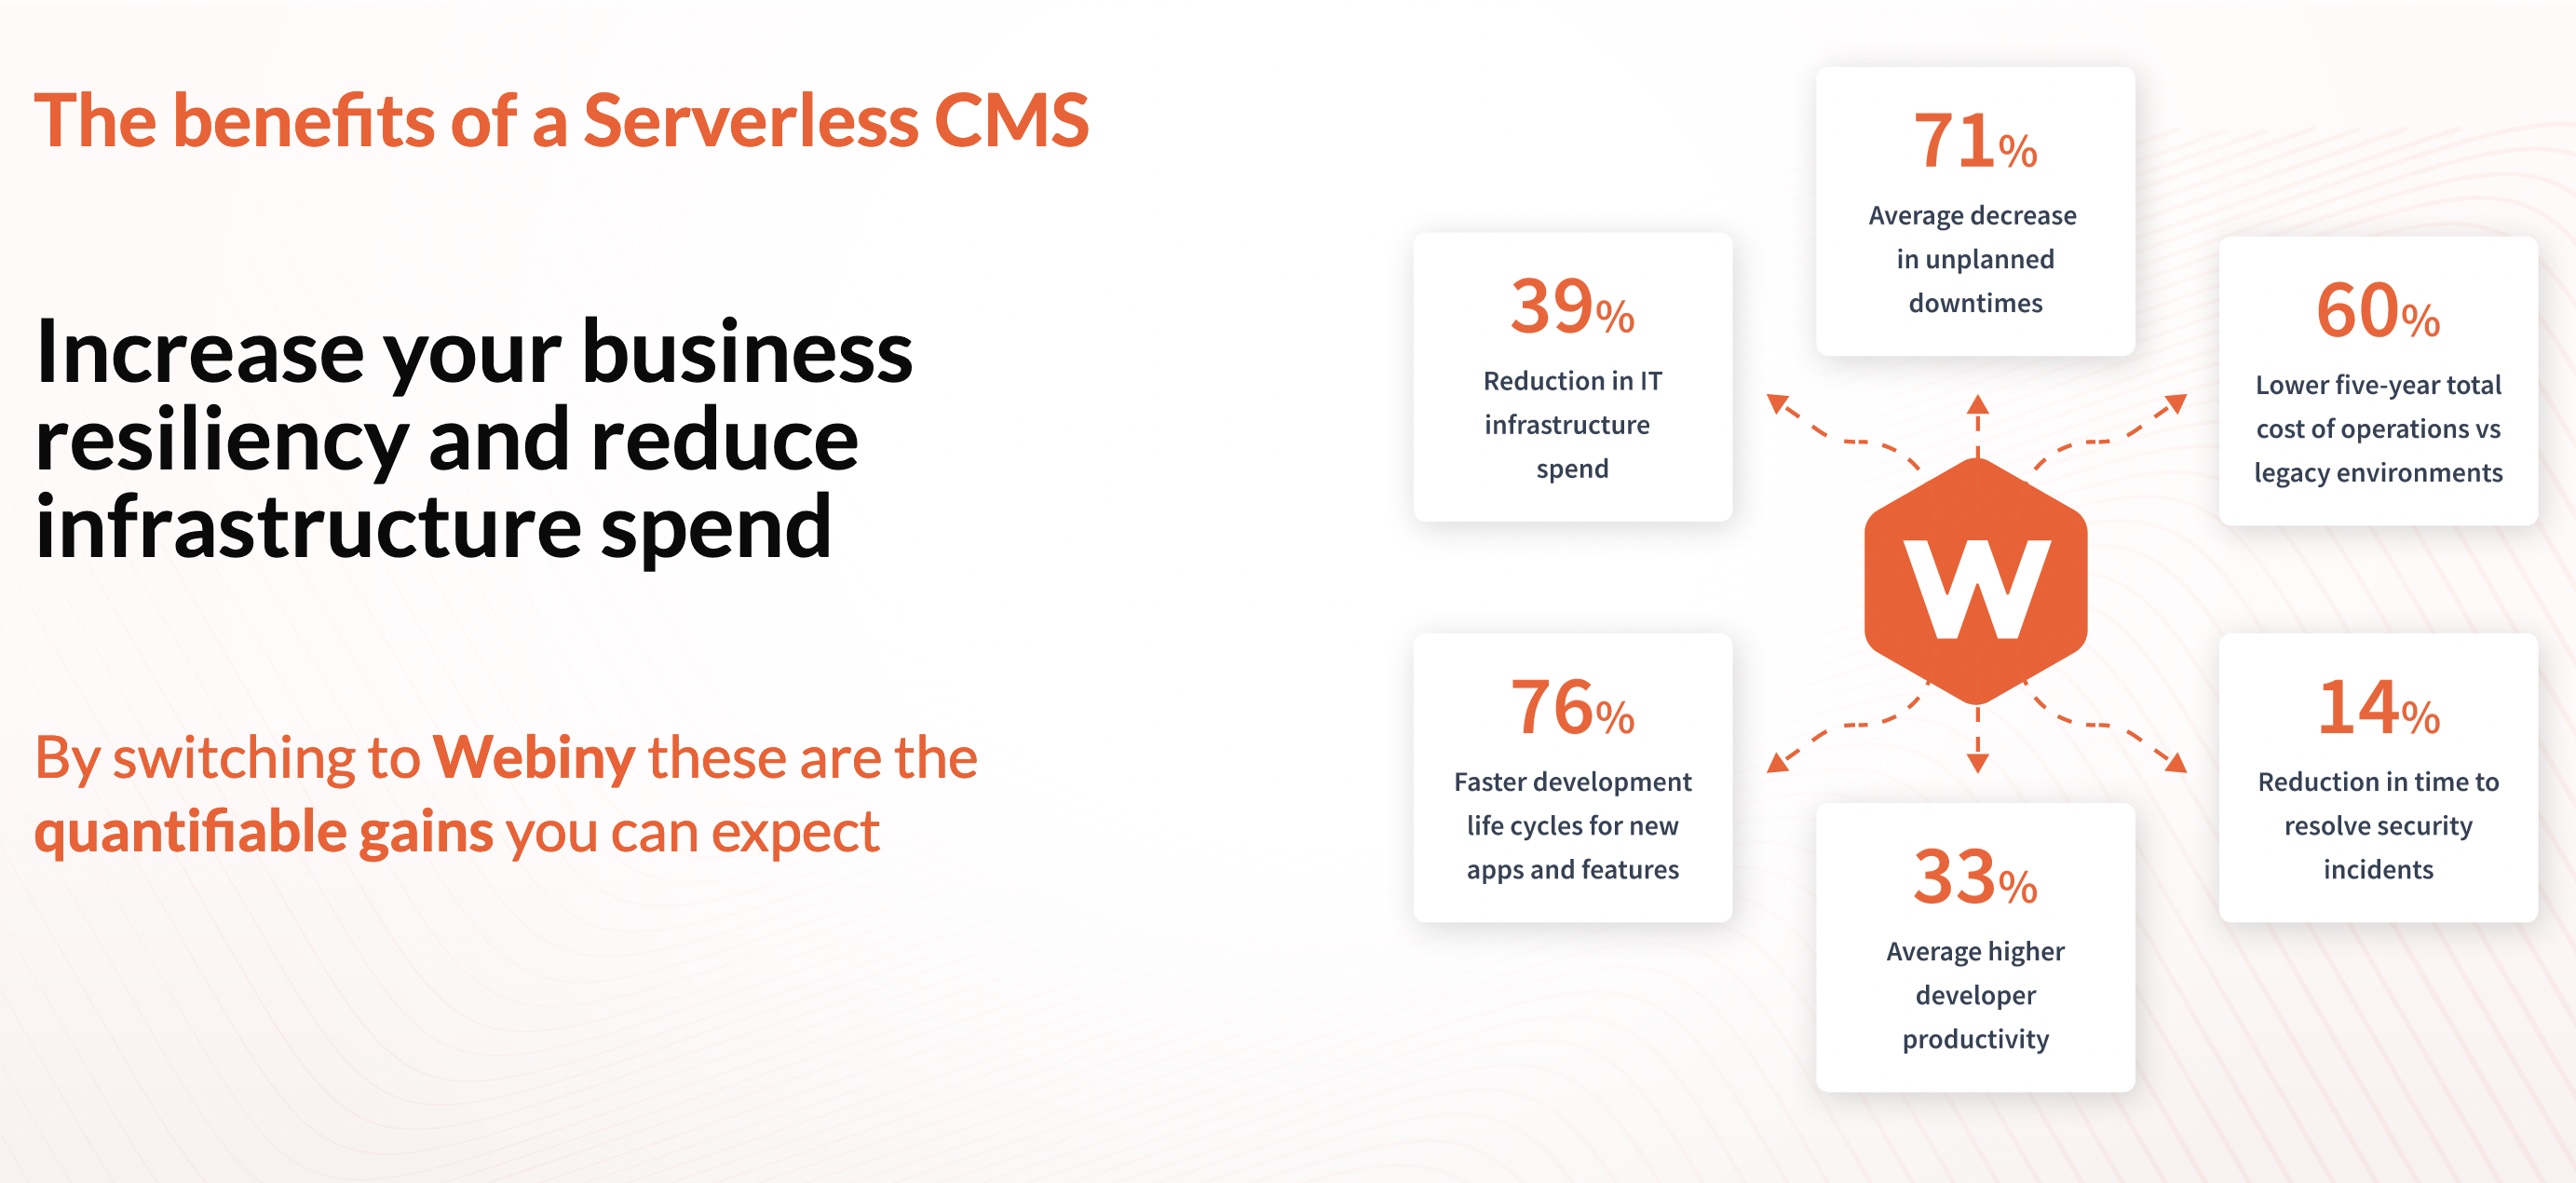 The benefits of a Serverless CMS
Increase your business
resiliency and reduce
infrastructure spend
By switching to Webiny these are the
quantifiable gains you can expect
71%
Average decrease
in unplanned
downtimes
39%
Reduction in IT
infrastructure
spend
60%
Lower five-year total
cost of operations vs
legacy environments
W
76%
Faster development
life cycles for new
apps and features
14%
Reduction in time to
resolve security
incidents
33%
Average higher
developer
productivity